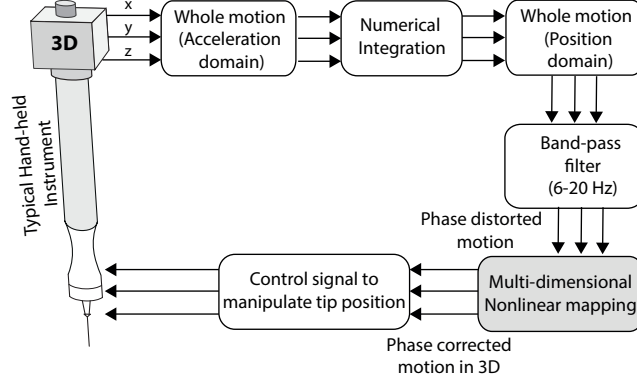 x
y
z
3D
Whole motion
(Acceleration
domain)
Numerical
Integration
Whole motion
(Position
domain)
Typical Hand-held
Instrument
Band-pass
filter
(6-20 Hz)
Phase distorted
motion
Control signal to
manipulate tip position
Multi-dimensional
Nonlinear mapping
Phase corrected
motion in 3D